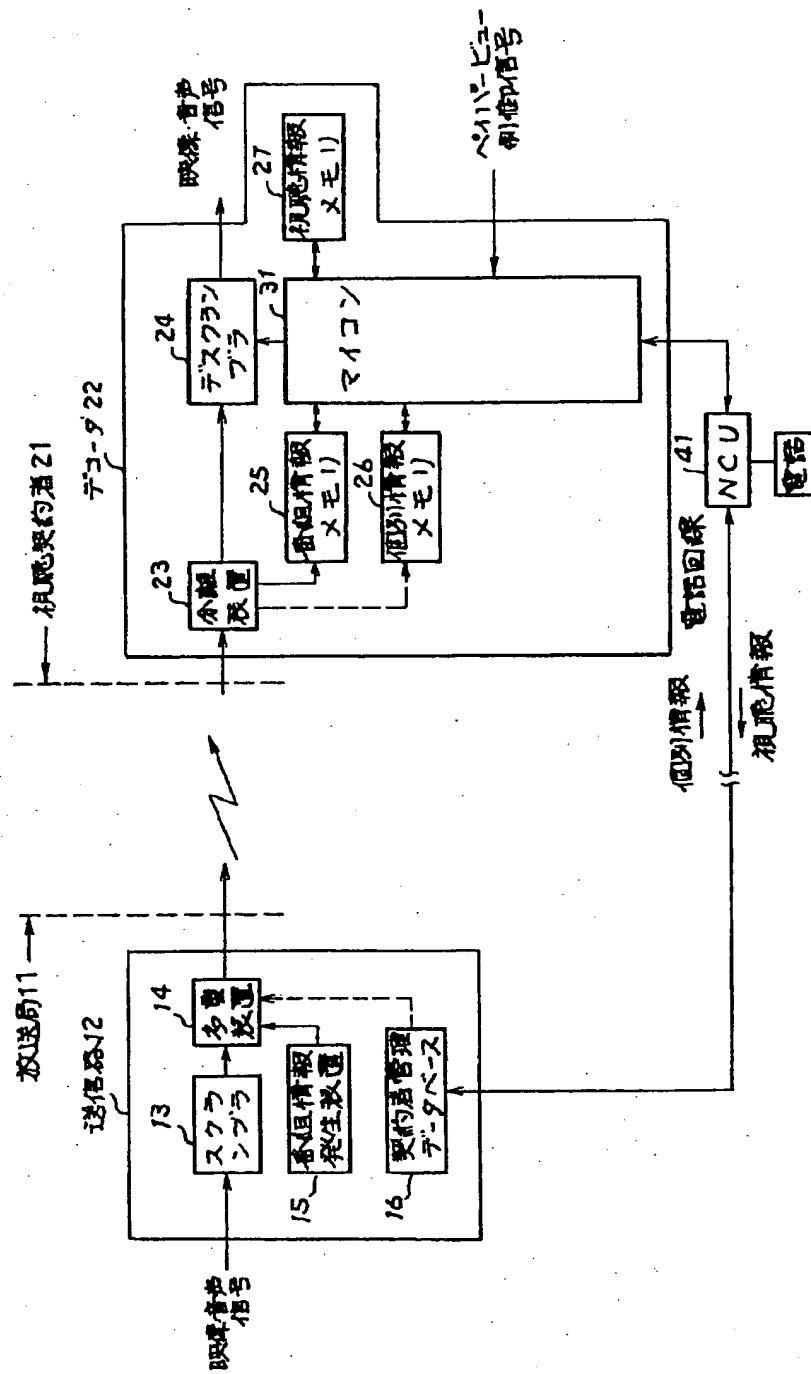 放送局11
視聴契約者21
送信器12
デコーダ22
映像・音声
信号
13
スクラ
ンブラ
14
多重
装置
15
番組情報
発生装置
16
契約者管理
データベース
23
分離
装置
24
デスクラン
ブラ
映像・音声
信号
25
番組情報
メモリ
26
個別情報
メモリ
27
視聴情報
メモリ
31
マイコン
ペイパービュー
制御信号
個別情報
視聴情報
電話回線
41
NCU
電話